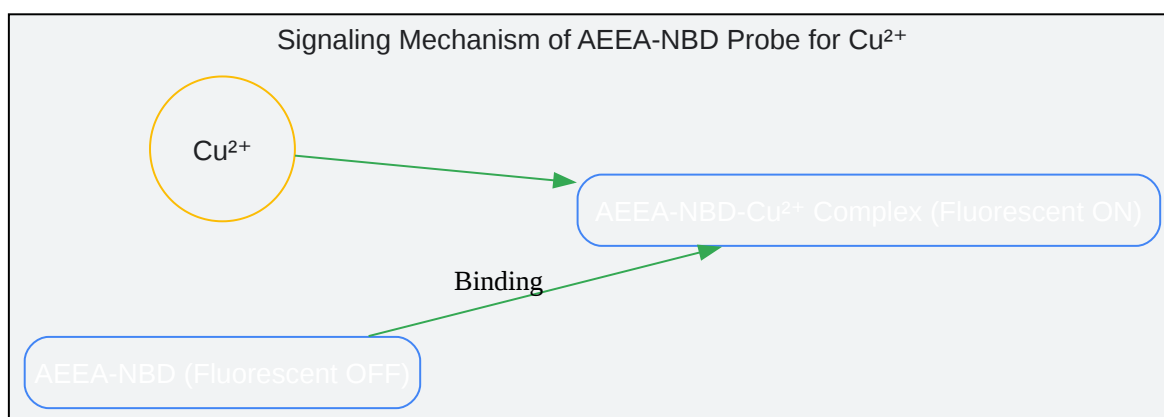 Signaling Mechanism of AEEA-NBD Probe for Cu²⁺
Cu²⁺
AEEA-NBD-Cu²⁺ Complex (Fluorescent ON)
Binding
AEEA-NBD (Fluorescent OFF)